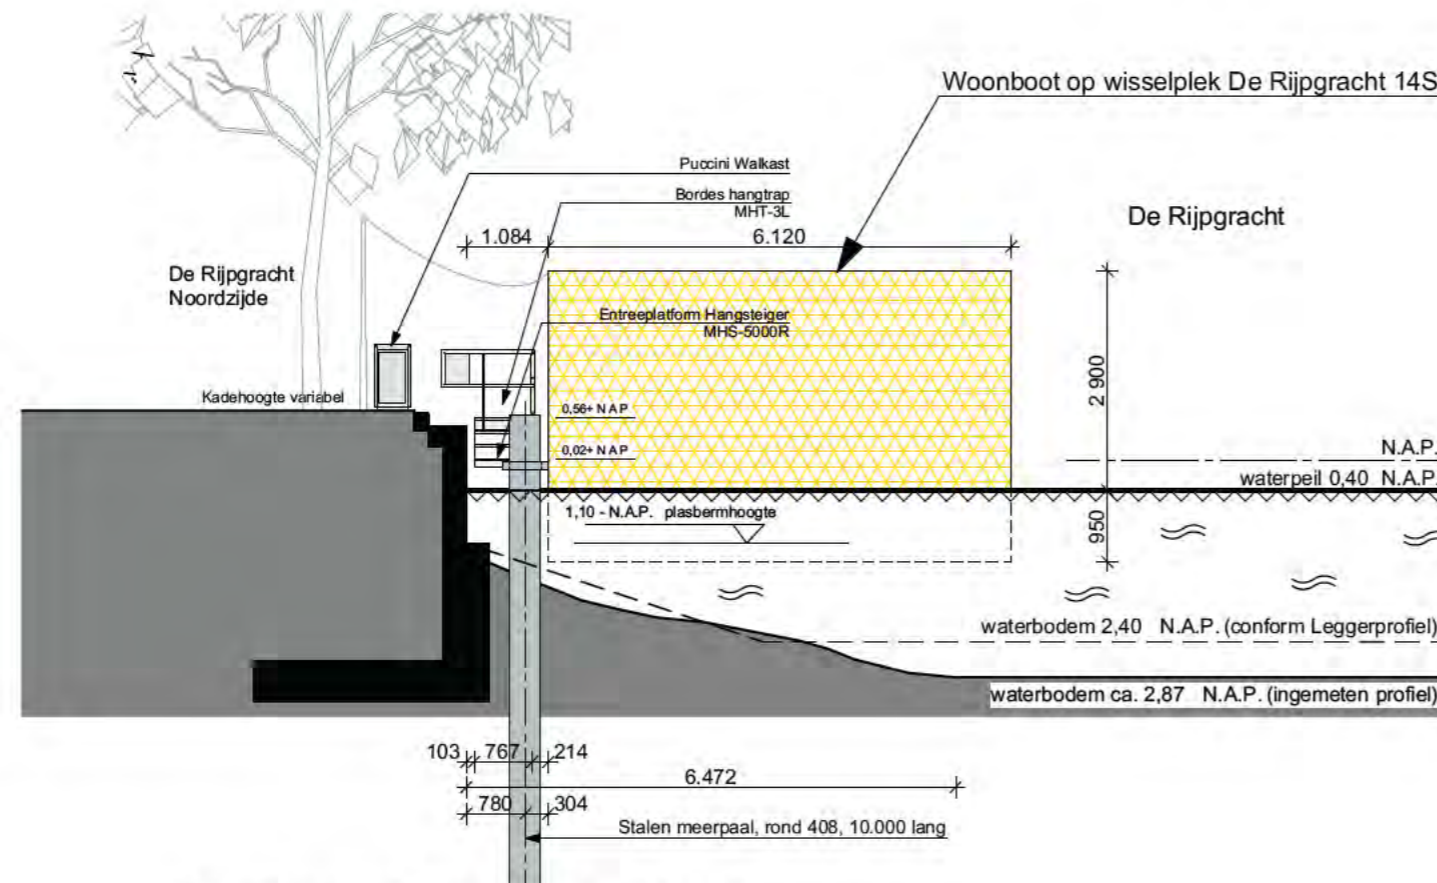 Woonboot op wisselplek De Rijpgracht 14S
Puccini Walkast
Bordes hangtrap
MHT-3L
De Rijpgracht
1.084
6.120
De Rijpgracht
Noordzijde
Entreeplatform Hangsteiger
MHS-5000R
2 900
Kadehoogte variabel
0,56+ N A P
0,02+ N A P
N.A.P.
waterpeil 0,40 N.A.P.
1,10 - N.A.P. plasbermhoogte
950
waterbodem 2,40 N.A.P. (conform Leggerprofiel)
waterbodem ca. 2,87 N.A.P. (ingemeten profiel)
103 767 214
6.472
780 304
Stalen meerpaal, rond 408, 10.000 lang